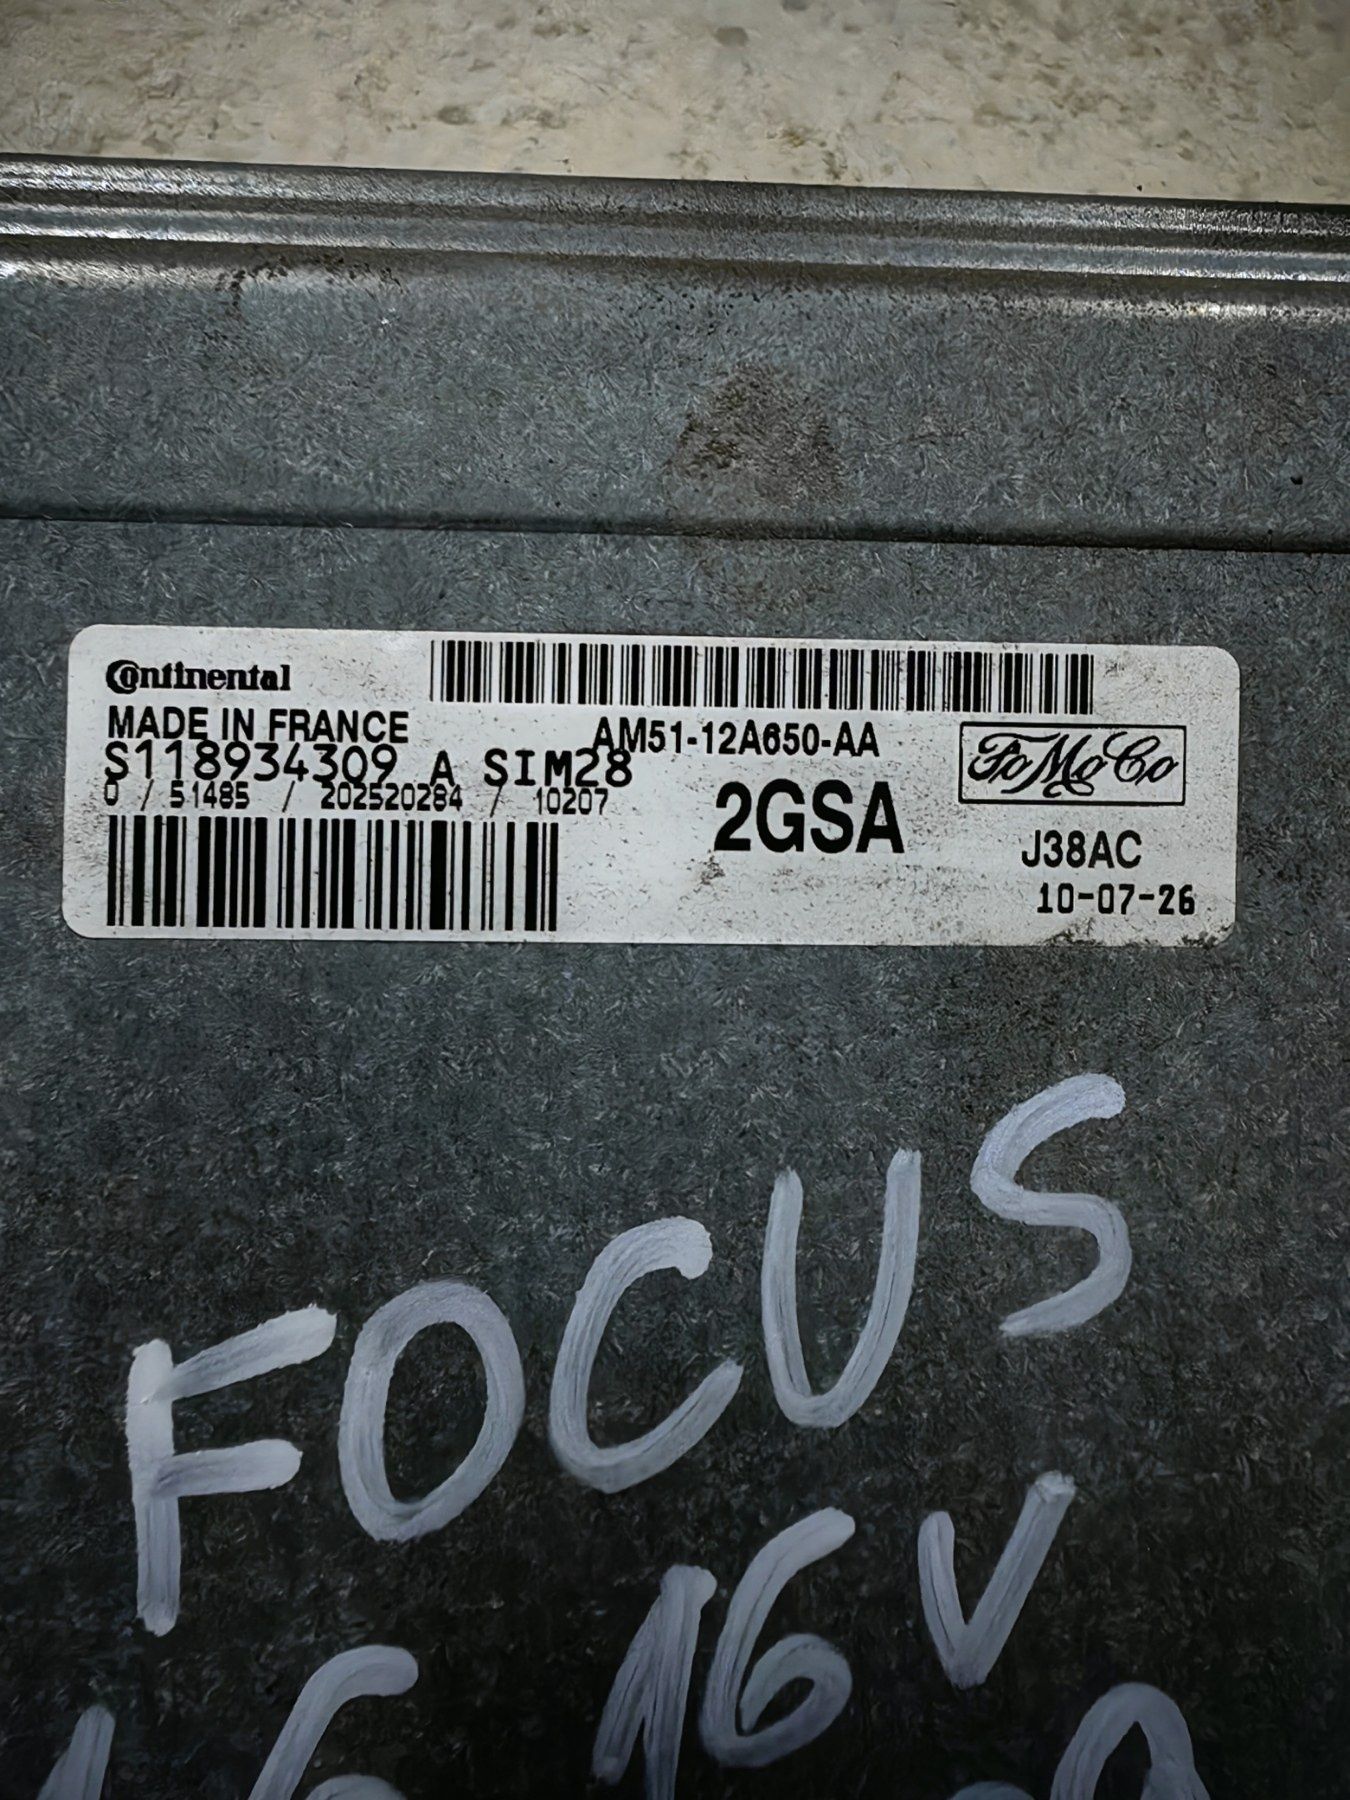 Continental
MADE IN FRANCE
S118934309 A SIM28
0 / 51485 / 202520284 / 10207
AM51-12A650-AA
2GSA
FoMoCo
J38AC
10-07-26
FOCUS
16V